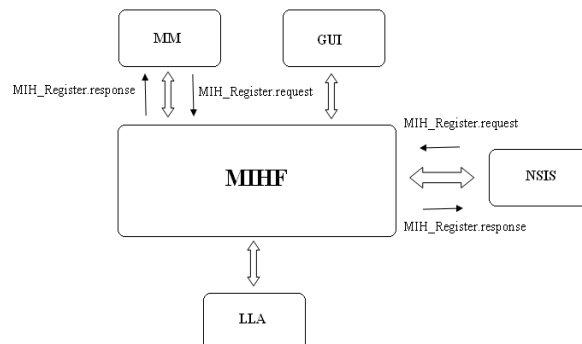 MM
GUI
MIH_Register.response
MIH_Register.request
MIH_Register.request
MIHF
NSIS
MIH_Register.response
LLA